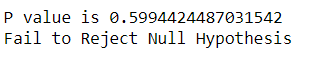 P value is 0.5994424487031542
Fail to Reject Null Hypothesis